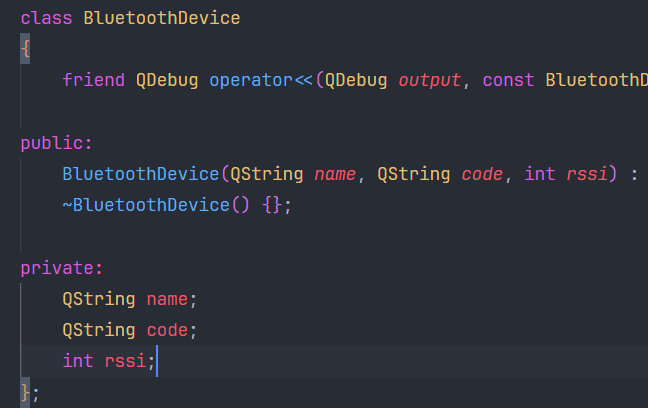 class BluetoothDevice
{
friend QDebug operator<<(QDebug output, const BluetoothD
public:
BluetoothDevice(QString name, QString code, int rssi) :
~BluetoothDevice() {};
private:
QString name;
QString code;
int rssi;
};